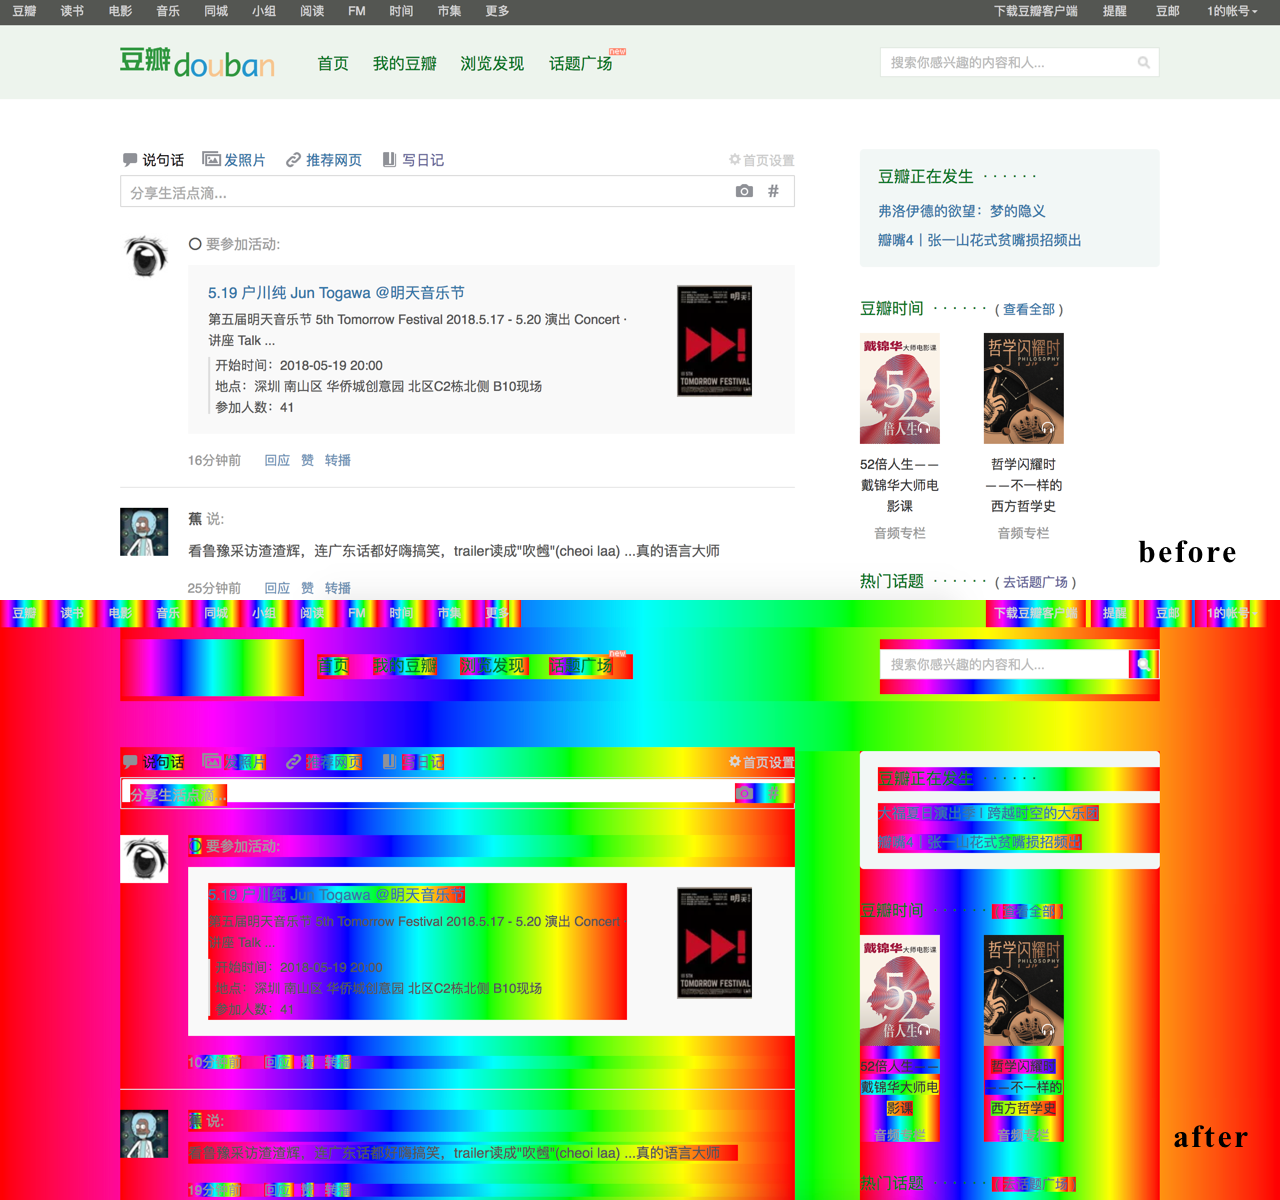 豆瓣 读书 电影 音乐 同城 小组 阅读 FM 时间 市集 更多 下载豆瓣客户端 提醒 豆邮 1的帐号
豆瓣 douban 首页 我的豆瓣 浏览发现 话题广场 new 搜索你感兴趣的内容和人...
说句话 发照片 推荐网页 写日记 首页设置
分享生活点滴... #
要参加活动:
5.19 户川纯 Jun Togawa @明天音乐节
第五届明天音乐节 5th Tomorrow Festival 2018.5.17 - 5.20 演出 Concert ·
讲座 Talk ...
开始时间：2018-05-19 20:00
地点：深圳 南山区 华侨城创意园 北区C2栋北侧 B10现场
参加人数：41
明天
TOMORROW FESTIVAL
16分钟前 回应 赞 转播
蕉 说:
看鲁豫采访渣渣辉，连广东话都好嗨搞笑，trailer读成"吹乸"(cheoi laa) ...真的语言大师
25分钟前 回应 赞 转播
豆瓣正在发生 · · · · · ·
弗洛伊德的欲望：梦的隐义
瓣嘴4丨张一山花式贫嘴损招频出
豆瓣时间 · · · · · · ( 查看全部 )
戴锦华大师电影课
52
倍人生
哲学闪耀时
PHILOSOPHY
52倍人生——
戴锦华大师电
影课
音频专栏
哲学闪耀时
——不一样的
西方哲学史
音频专栏
热门话题 · · · · · · ( 去话题广场 )
before
豆瓣 读书 电影 音乐 同城 小组 阅读 FM 时间 市集 更多 下载豆瓣客户端 提醒 豆邮 1的帐号
首页 我的豆瓣 浏览发现 话题广场 new 搜索你感兴趣的内容和人...
说句话 发照片 推荐网页 写日记 首页设置
分享生活点滴... #
要参加活动:
5.19 户川纯 Jun Togawa @明天音乐节
第五届明天音乐节 5th Tomorrow Festival 2018.5.17 - 5.20 演出 Concert
讲座 Talk ...
开始时间：2018-05-19 20:00
地点：深圳 南山区 华侨城创意园 北区C2栋北侧 B10现场
参加人数：41
TOMORROW FESTIVAL
10分钟前 回应 赞 转播
蕉 说:
看鲁豫采访渣渣辉，连广东话都好嗨搞笑，trailer读成"吹乸"(cheoi laa) ...真的语言大师
19分钟前 回应 赞 转播
豆瓣正在发生 · · · · ·
丨跨越时空的大乐团
瓣嘴4丨张一山花式贫嘴损招频出
豆瓣时间 · · · · · · ( 查看全部 )
戴锦华大师电影课
52
倍人生
哲学闪耀时
PHILOSOPHY
52倍人生——
戴锦华大师电
影课
音频专栏
哲学闪耀时
——不一样的
西方哲学史
音频专栏
热门话题 · · · · · · ( 去话题广场 )
after